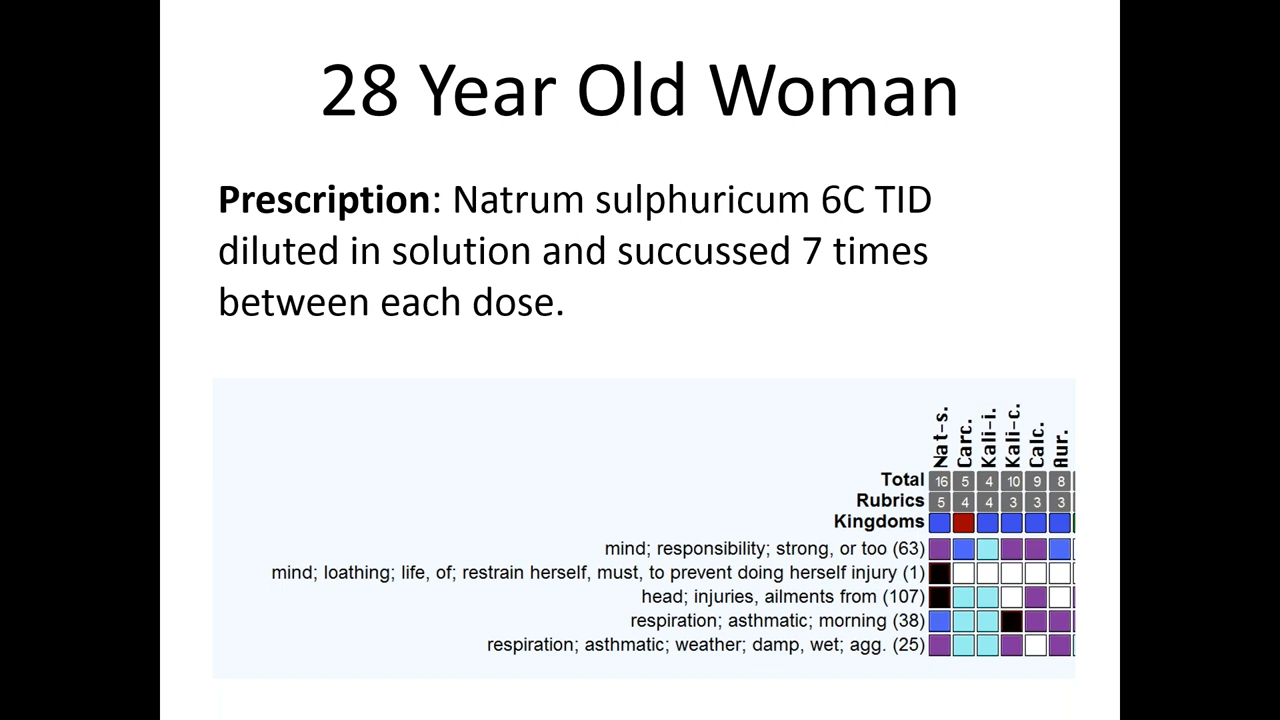 28 Year Old Woman
Prescription: Natrum sulphuricum 6C TID
diluted in solution and succussed 7 times
between each dose.
Nat-s. Carc. Kali-i. Kali-c. Calc. Aur.
Total 16 5 4 10 9 8
Rubrics 5 4 4 3 3 3
Kingdoms
mind; responsibility; strong, or too (63)
mind; loathing; life, of; restrain herself, must, to prevent doing herself injury (1)
head; injuries, ailments from (107)
respiration; asthmatic; morning (38)
respiration; asthmatic; weather; damp, wet; agg. (25)